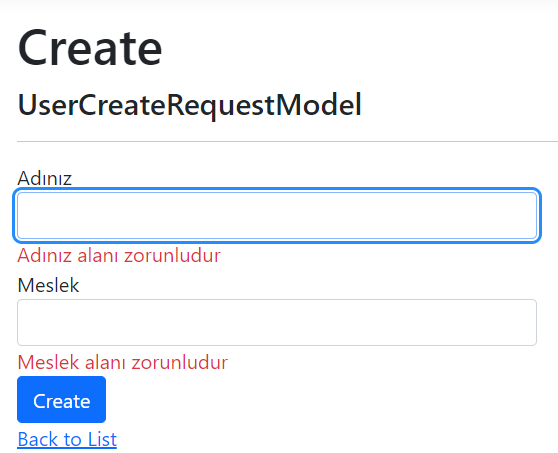 Create
UserCreateRequestModel
Adınız
Adınız alanı zorunludur
Meslek
Meslek alanı zorunludur
Create
Back to List